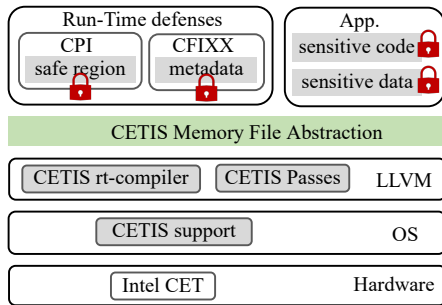 Run-Time defenses
CPI
safe region
CFIXX
metadata
App.
sensitive code
sensitive data
CETIS Memory File Abstraction
CETIS rt-compiler
CETIS Passes
LLVM
CETIS support
OS
Intel CET
Hardware